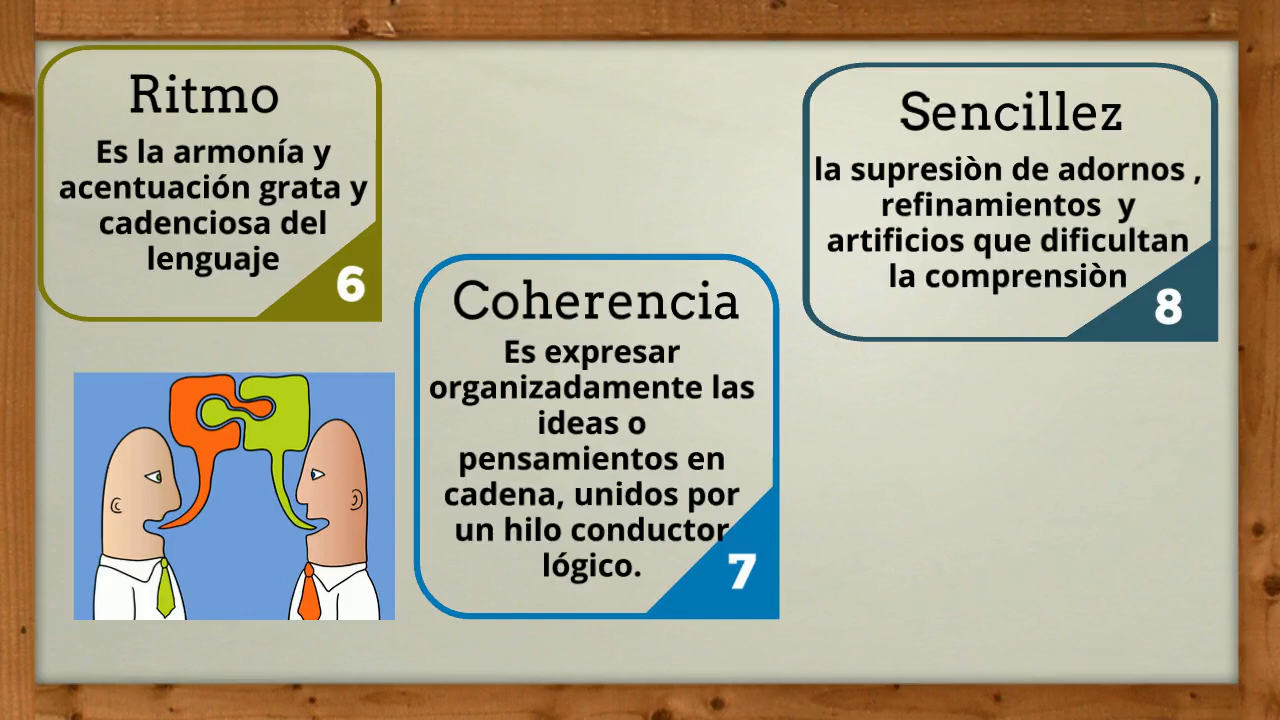 Ritmo
Es la armonía y
acentuación grata y
cadenciosa del
lenguaje
6
Coherencia
Es expresar
organizadamente las
ideas o
pensamientos en
cadena, unidos por
un hilo conductor
lógico.
7
Sencillez
la supresiòn de adornos ,
refinamientos  y
artificios que dificultan
la comprensiòn
8